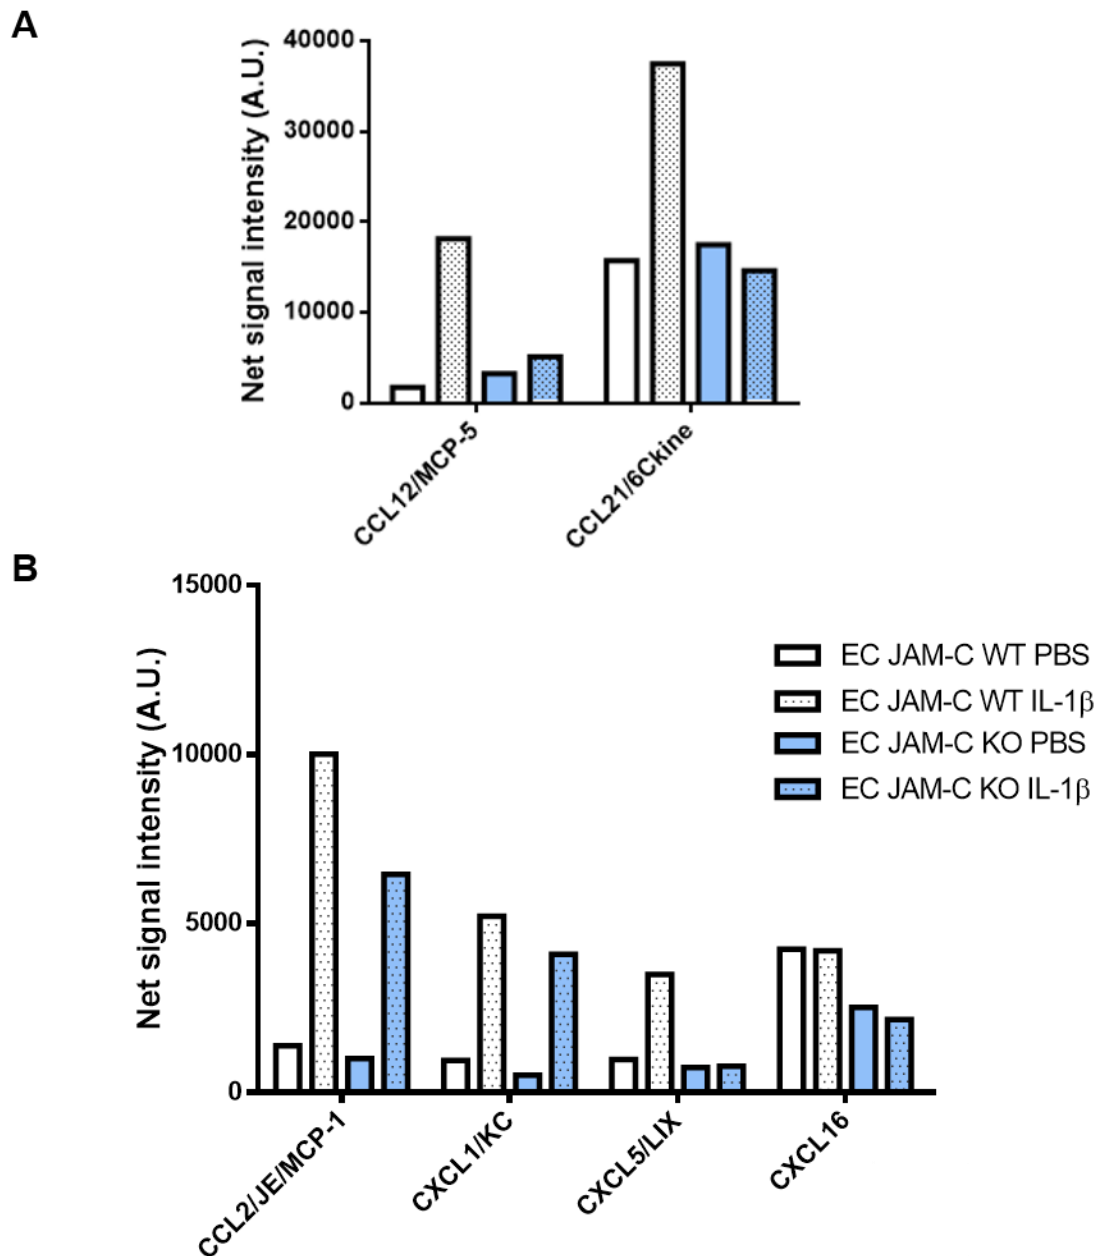 A
Net signal intensity (A.U.)
40000
30000
20000
10000
0
CCL12/MCP-5
CCL21/6Ckine
B
Net signal intensity (A.U.)
15000
10000
5000
0
EC JAM-C WT PBS
EC JAM-C WT IL-1β
EC JAM-C KO PBS
EC JAM-C KO IL-1β
CCL2/JE/MCP-1
CXCL1/KC
CXCL5/LIX
CXCL16